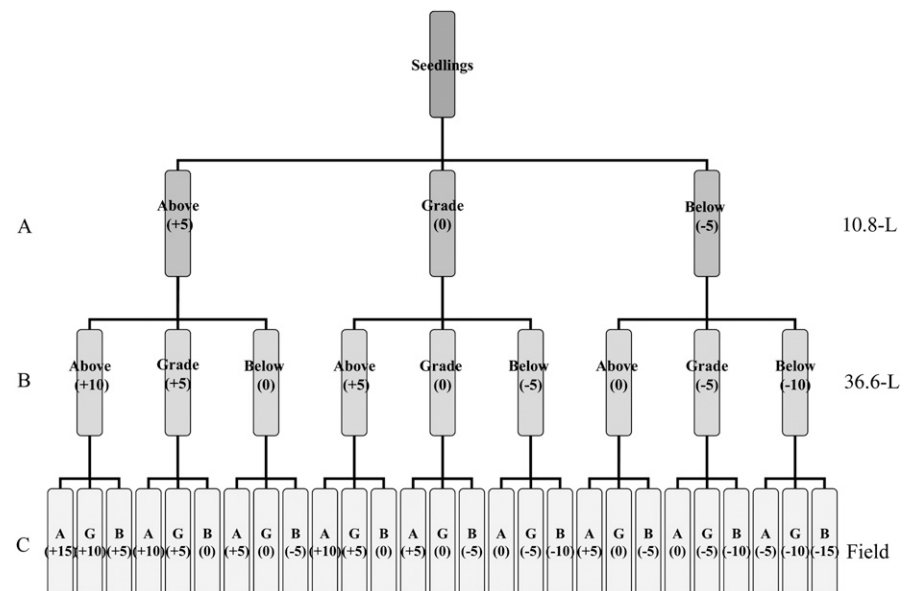 Seedlings
Above Grade Below
A (+5) (0) (-5) 10.8-L
Above Grade Below Above Grade Below Above Grade Below
B (+10) (+5) (0) (+5) (0) (-5) (0) (-5) (-10) 36.6-L
A G B A G B A G B A G B A G B A G B A G B A G B A G B
C (+15) (+10) (+5) (+10) (+5) (0) (+5) (0) (-5) (+10) (+5) (0) (+5) (0) (-5) (0) (-5) (-10) (+5) (0) (-5) (0) (-5) (-10) (-5) (-10) (-15) Field